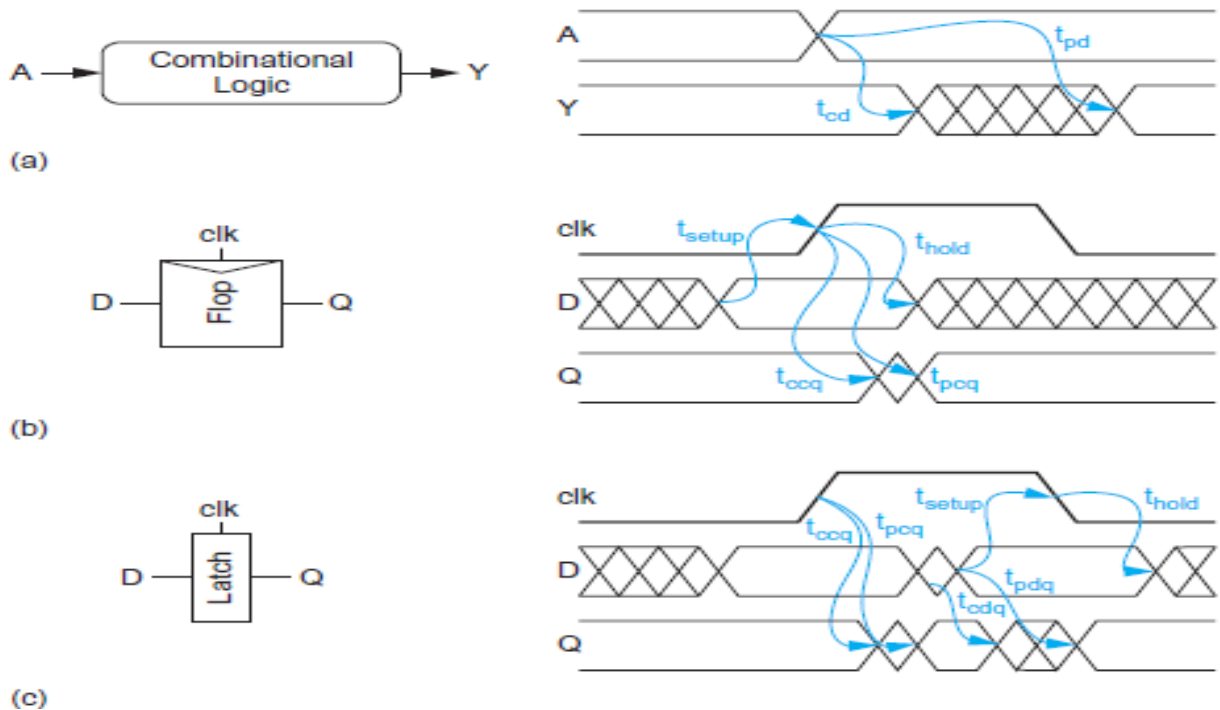 A
Combinational
Logic
Y
A
t_pd
Y
t_cd
(a)
clk
D
Flop
Q
clk
t_setup
t_hold
D
Q
t_ccq
t_pcq
(b)
clk
D
Latch
Q
clk
t_ccq
t_pcq
t_setup
t_hold
D
t_cdq
t_pdq
Q
(c)